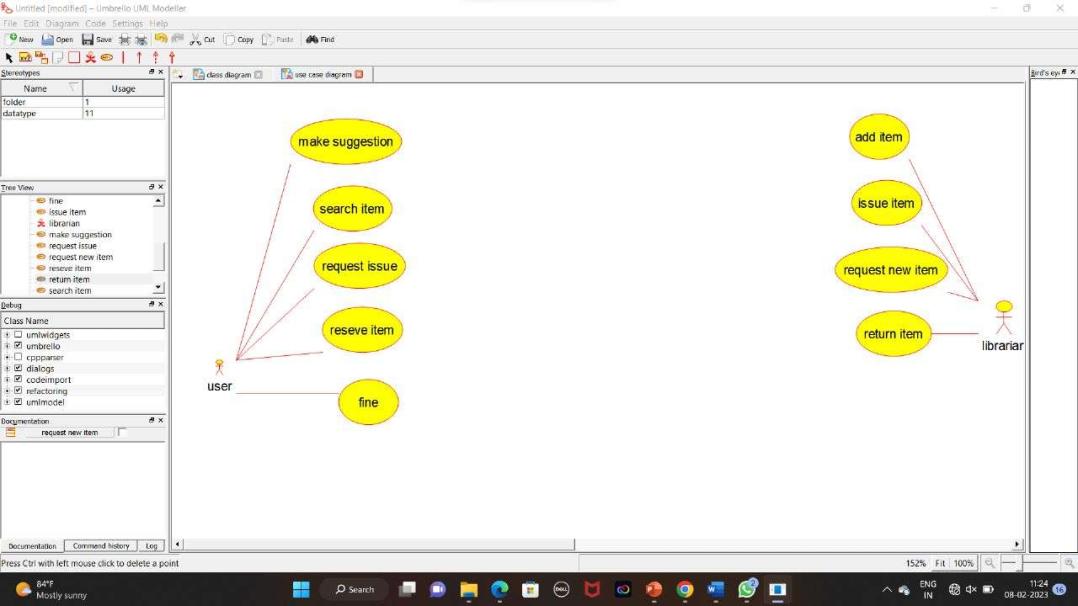 Untitled [modified] - Umbrello UML Modeller
File Edit Diagram Code Settings Help
New Open Save Cut Copy Paste Find
Stereotypes
Name Usage
folder 1
datatype 11
Tree View
fine
issue item
librarian
make suggestion
request issue
request new item
reseve item
return item
search item
Debug
Class Name
umlwidgets
umbrello
cppparser
dialogs
codeimport
refactoring
umlmodel
Documentation
request new item
Documentation Command history Log
class diagram use case diagram
make suggestion
search item
request issue
reseve item
fine
user
add item
issue item
request new item
return item
librarian
Bird's eye
Press Ctrl with left mouse click to delete a point
152% Fit 100%
84°F
Mostly sunny
Search
DELL
2
ENG
IN
11:24
08-02-2023
16